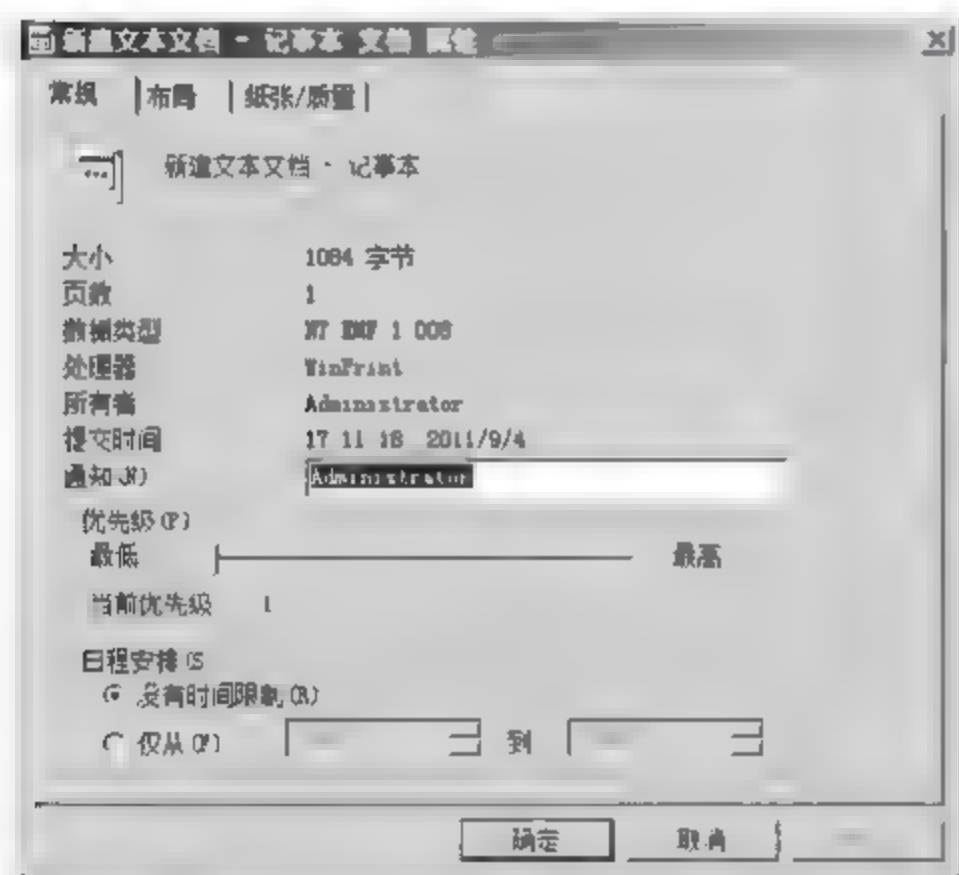 新建文本文档 - 记事本 文档 属性
常规 布局 纸张/质量
新建文本文档 - 记事本
大小 1084 字节
页数 1
数据类型 NT EMF 1 008
处理器 WinPrint
所有者 Administrator
提交时间 17 11 18 2011/9/4
通知(N) Administrator
优先级(P)
最低 最高
当前优先级 1
日程安排(S
没有时间限制(R)
仅从(F) 到
确定 取消